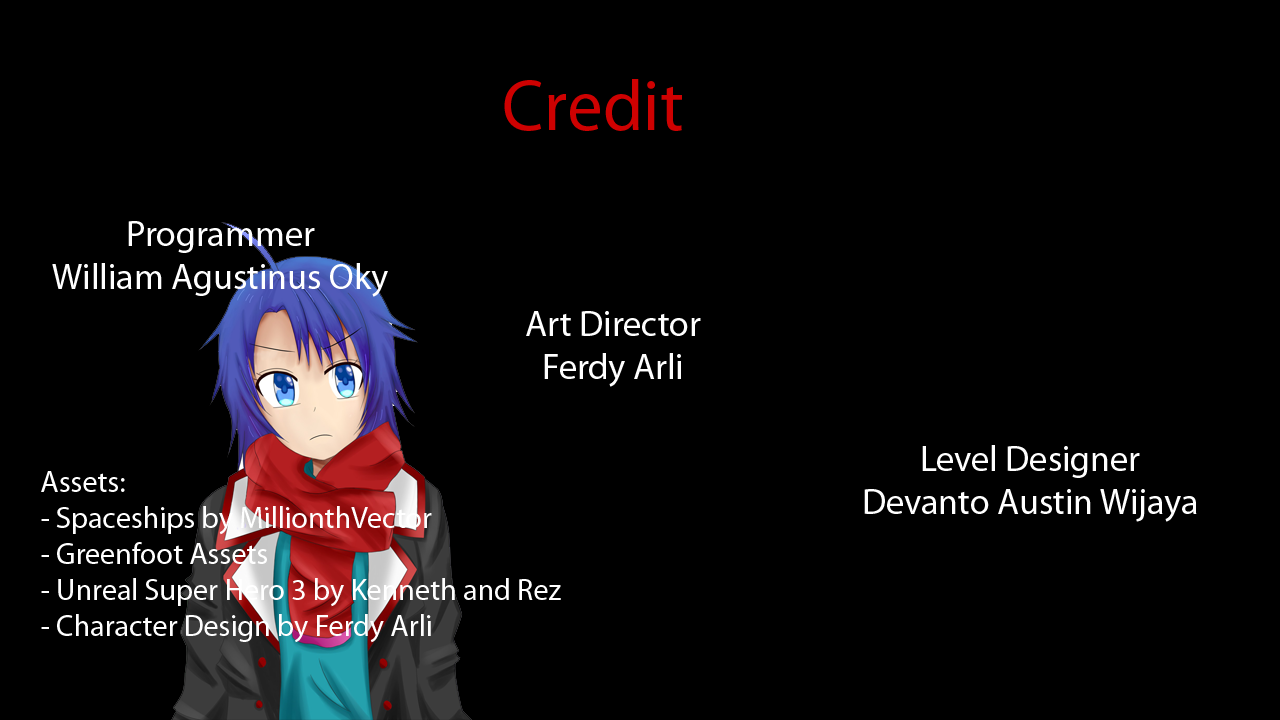 Credit
Programmer
William Agustinus Oky
Art Director
Ferdy Arli
Level Designer
Devanto Austin Wijaya
Assets:
- Spaceships by MillionthVector
- Greenfoot Assets
- Unreal Super Hero 3 by Kenneth and Rez
- Character Design by Ferdy Arli